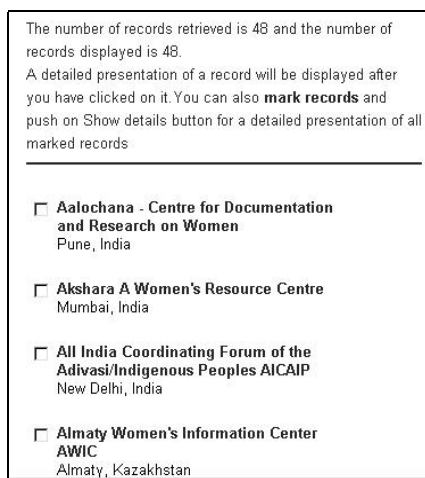 The number of records retrieved is 48 and the number of
records displayed is 48.
A detailed presentation of a record will be displayed after
you have clicked on it. You can also mark records and
push on Show details button for a detailed presentation of all
marked records
Aalochana - Centre for Documentation
and Research on Women
Pune, India
Akshara A Women's Resource Centre
Mumbai, India
All India Coordinating Forum of the
Adivasi/Indigenous Peoples AICAIP
New Delhi, India
Almaty Women's Information Center
AWIC
Almaty, Kazakhstan